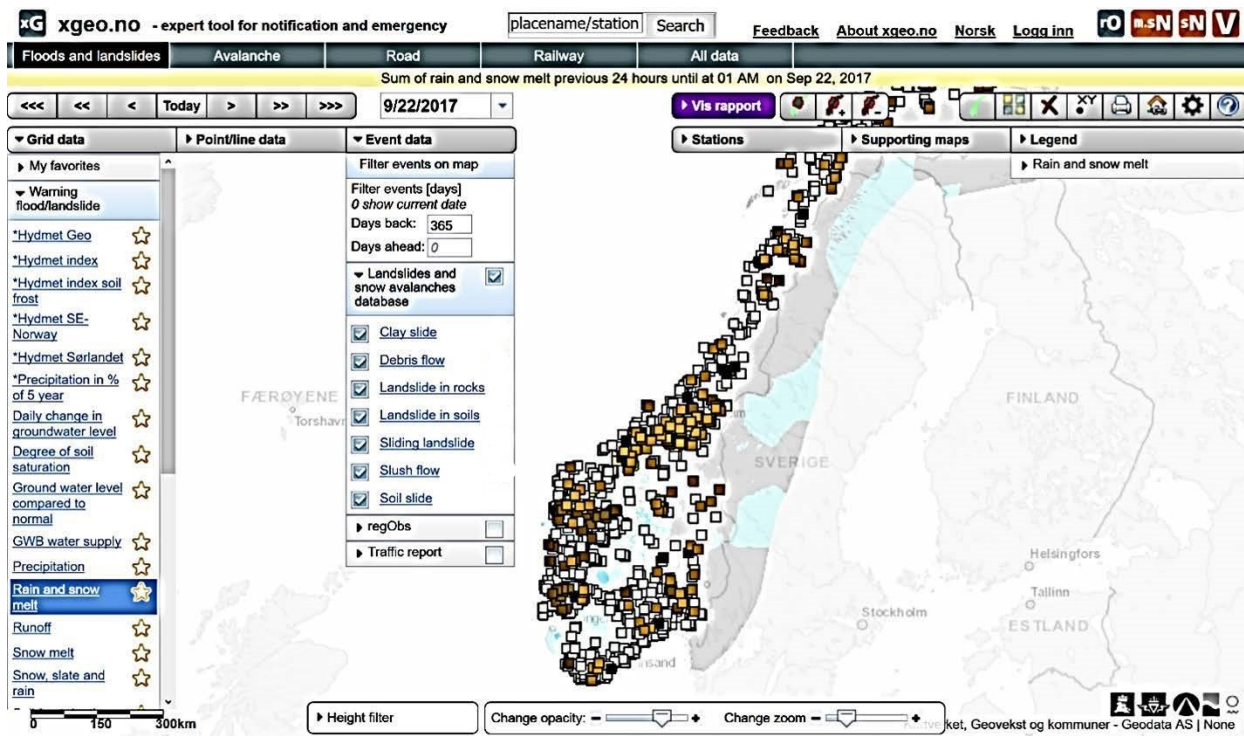 xG xgeo.no - expert tool for notification and emergency placename/station Search Feedback About xgeo.no Norsk Logg inn rO m.sN sN V
Floods and landslides Avalanche Road Railway All data
Sum of rain and snow melt previous 24 hours until at 01 AM on Sep 22, 2017
<<< << < Today > >> >>> 9/22/2017 Vis rapport XY ?
Grid data Point/line data Event data Stations Supporting maps Legend
My favorites
Warning
flood/landslide
*Hydmet Geo
*Hydmet index
*Hydmet index soil
frost
*Hydmet SE-
Norway
*Hydmet Sørlandet
*Precipitation in %
of 5 year
Daily change in
groundwater level
Degree of soil
saturation
Ground water level
compared to
normal
GWB water supply
Precipitation
Rain and snow
melt
Runoff
Snow melt
Snow, slate and
rain
Filter events on map
Filter events [days]
0 show current date
Days back: 365
Days ahead: 0
Landslides and
snow avalanches
database
Clay slide
Debris flow
Landslide in rocks
Landslide in soils
Sliding landslide
Slush flow
Soil slide
regObs
Traffic report
Rain and snow melt
FÆRØYENE
Torshavn
FINLAND
SVERIGE
Helsingfors
Tallinn
Stockholm
ESTLAND
0 150 300km
Height filter
Change opacity: - + Change zoom - +
ket, Geovekst og kommuner - Geodata AS | None